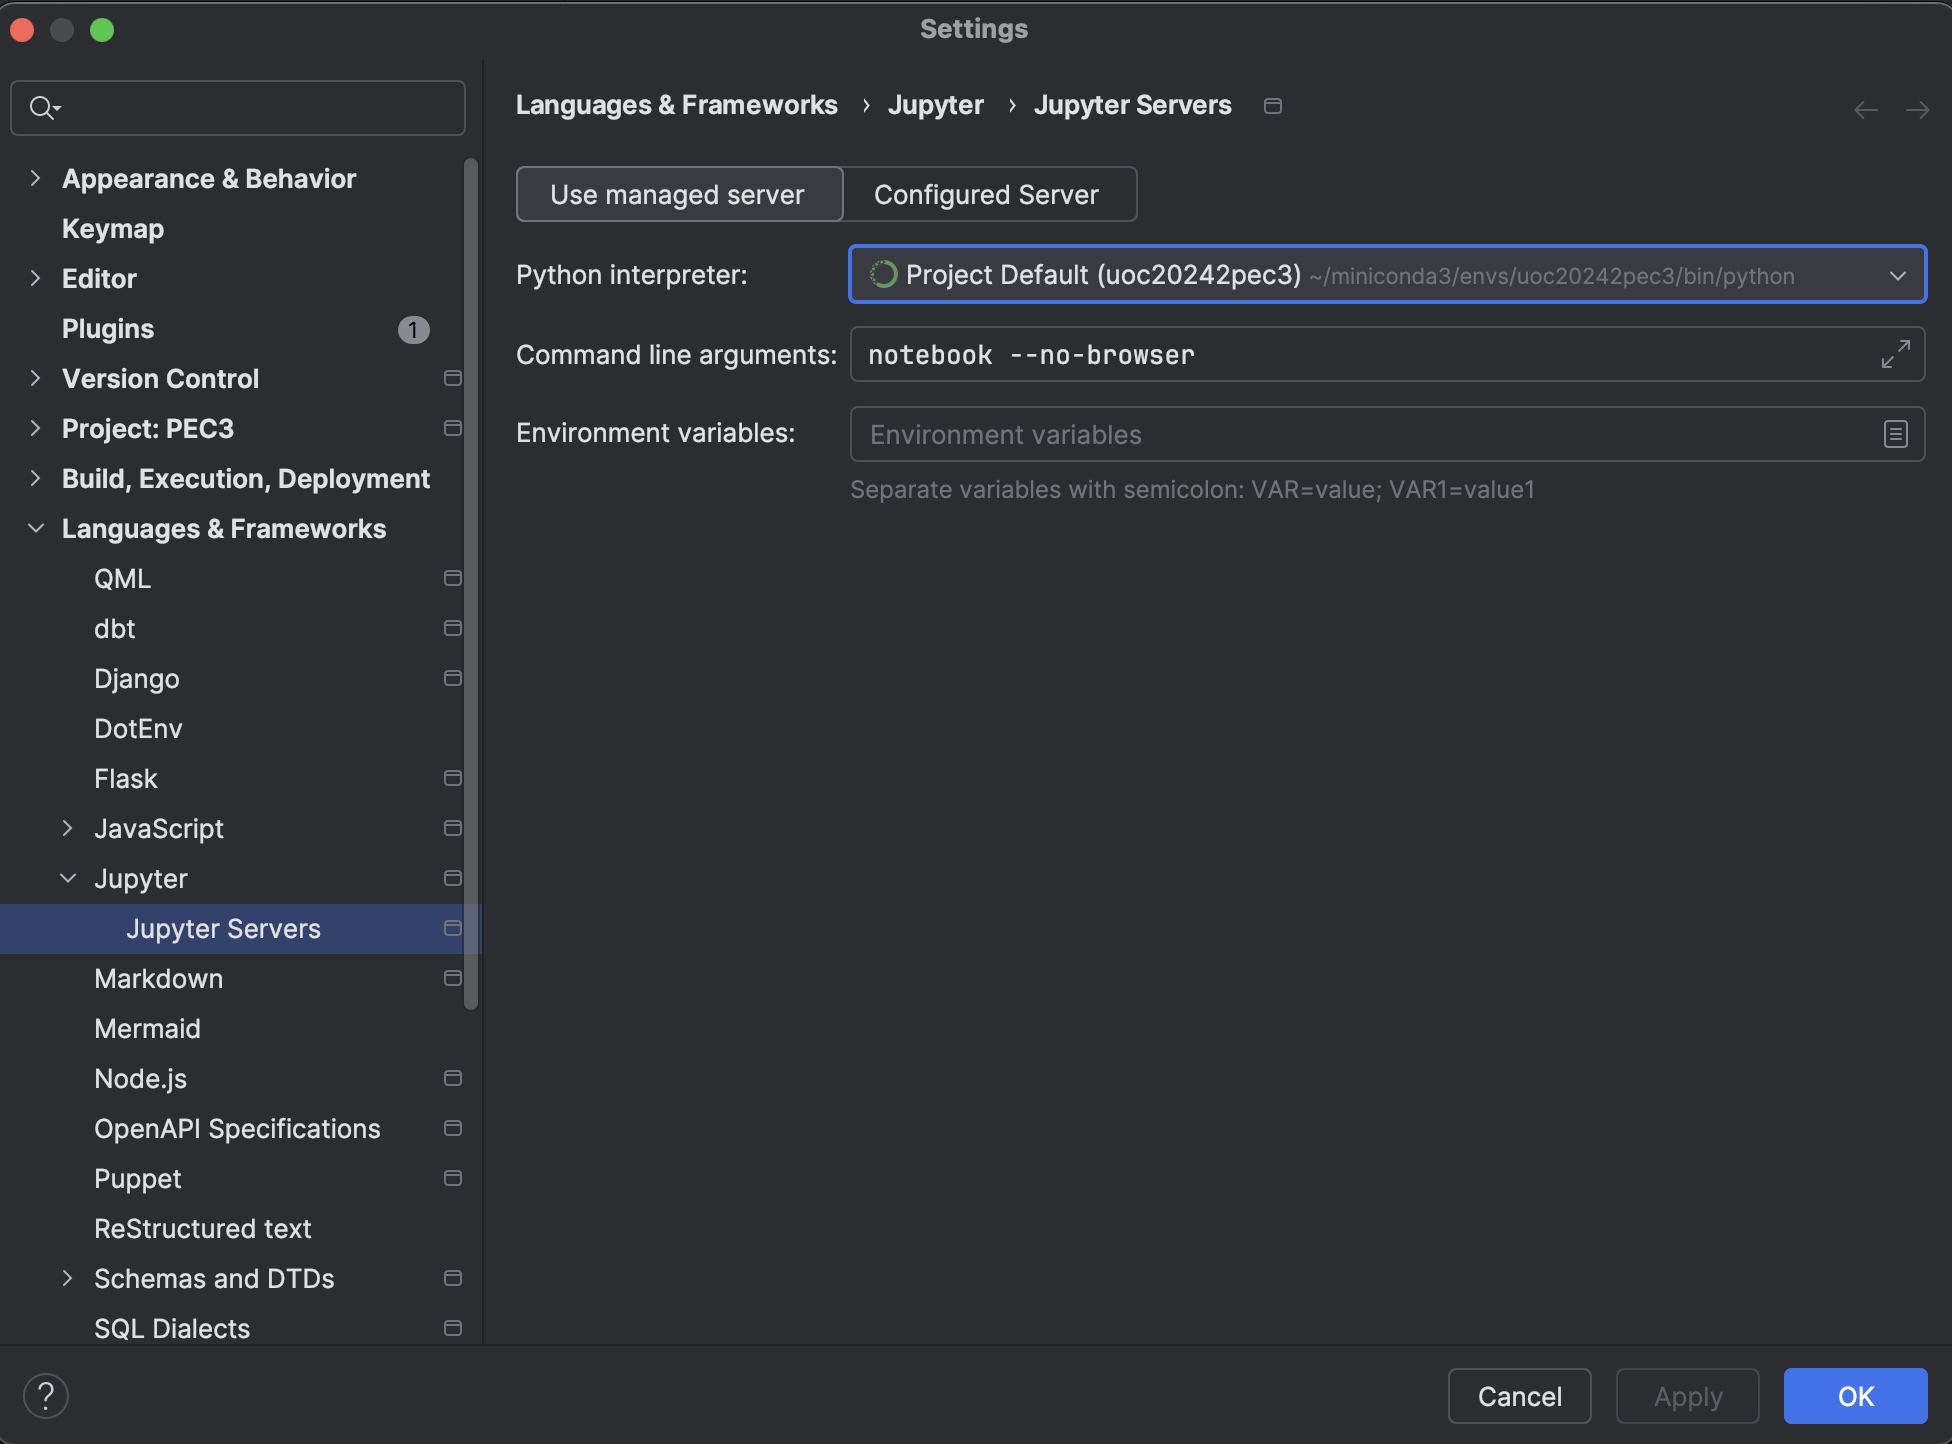 Settings
Appearance & Behavior
Keymap
Editor
Plugins 1
Version Control
Project: PEC3
Build, Execution, Deployment
Languages & Frameworks
QML
dbt
Django
DotEnv
Flask
JavaScript
Jupyter
Jupyter Servers
Markdown
Mermaid
Node.js
OpenAPI Specifications
Puppet
ReStructured text
Schemas and DTDs
SQL Dialects
Languages & Frameworks › Jupyter › Jupyter Servers
Use managed server Configured Server
Python interpreter: Project Default (uoc20242pec3) ~/miniconda3/envs/uoc20242pec3/bin/python
Command line arguments: notebook --no-browser
Environment variables: Environment variables
Separate variables with semicolon: VAR=value; VAR1=value1
? Cancel Apply OK